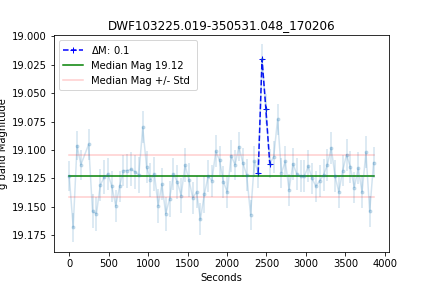 DWF103225.019-350531.048_170206
g band Magnitude
19.000
19.025
19.050
19.075
19.100
19.125
19.150
19.175
ΔM: 0.1
Median Mag 19.12
Median Mag +/- Std
0 500 1000 1500 2000 2500 3000 3500 4000
Seconds